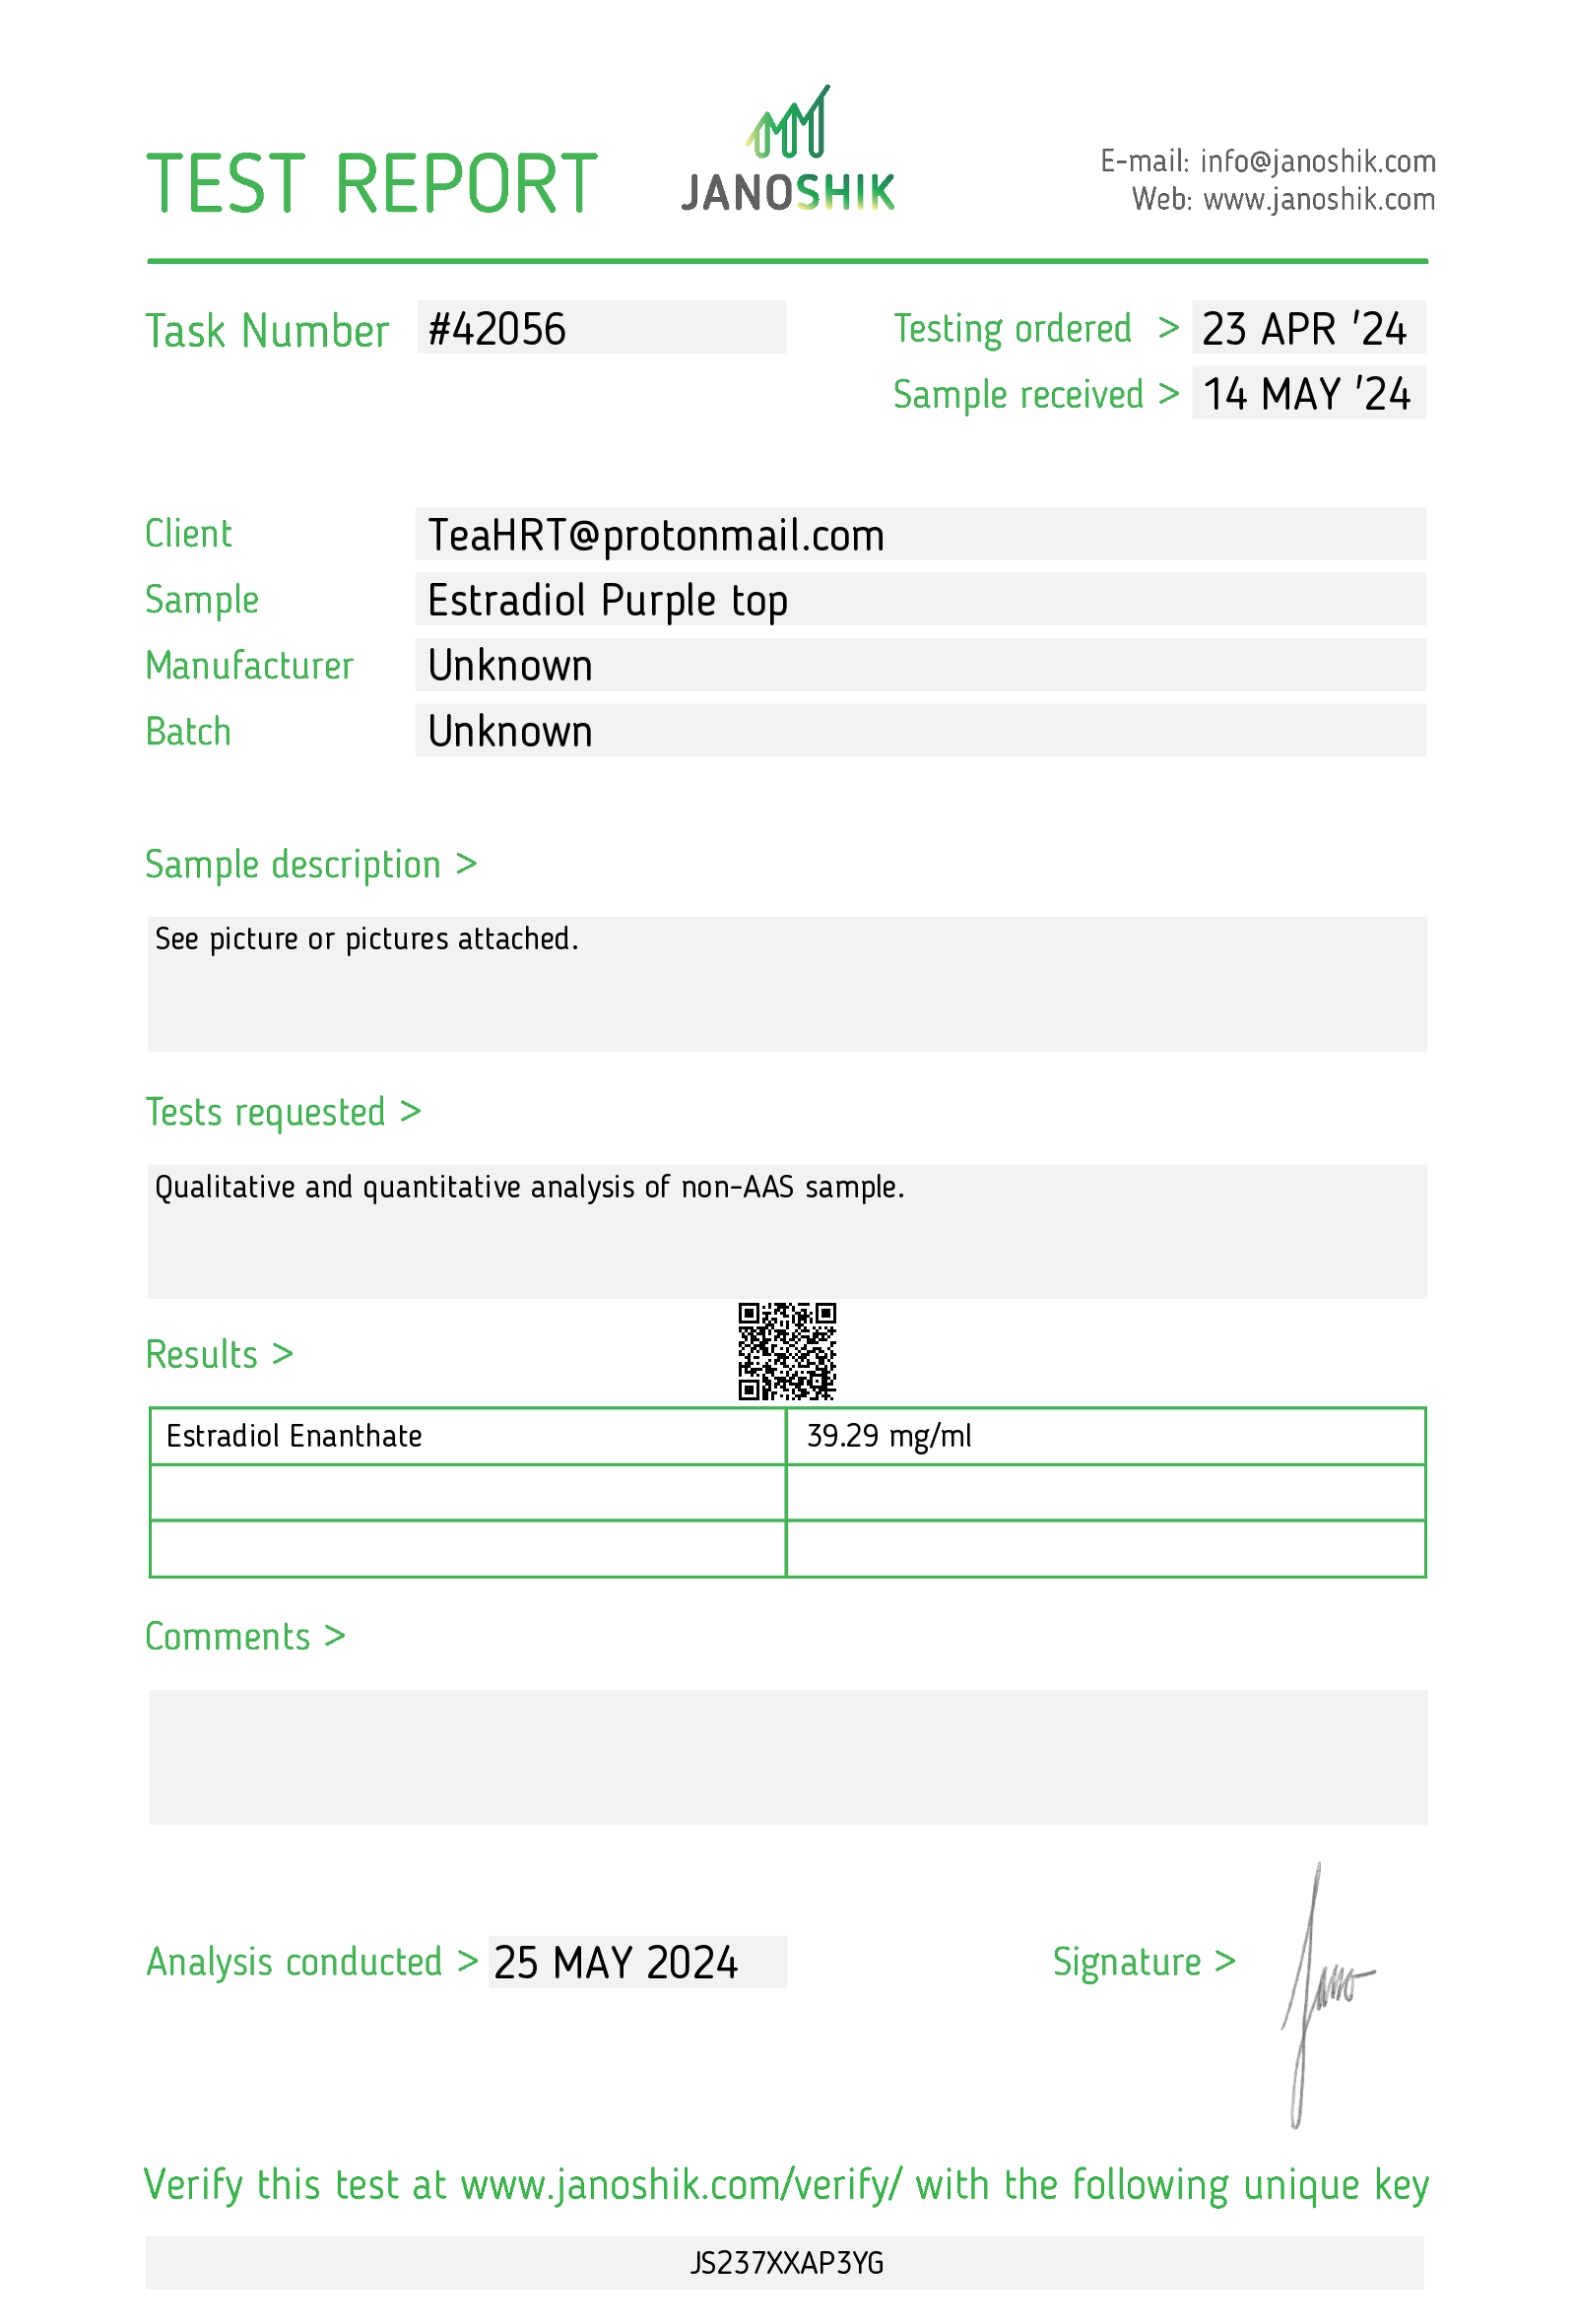 TEST REPORT
JANOSHIK
E-mail: info@janoshik.com
Web: www.janoshik.com
Task Number #42056
Testing ordered > 23 APR '24
Sample received > 14 MAY '24
Client TeaHRT@protonmail.com
Sample Estradiol Purple top
Manufacturer Unknown
Batch Unknown
Sample description >
See picture or pictures attached.
Tests requested >
Qualitative and quantitative analysis of non-AAS sample.
Results >
Estradiol Enanthate 39.29 mg/ml
Comments >
Analysis conducted > 25 MAY 2024
Signature > Jano
Verify this test at www.janoshik.com/verify/ with the following unique key
JS237XXAP3YG